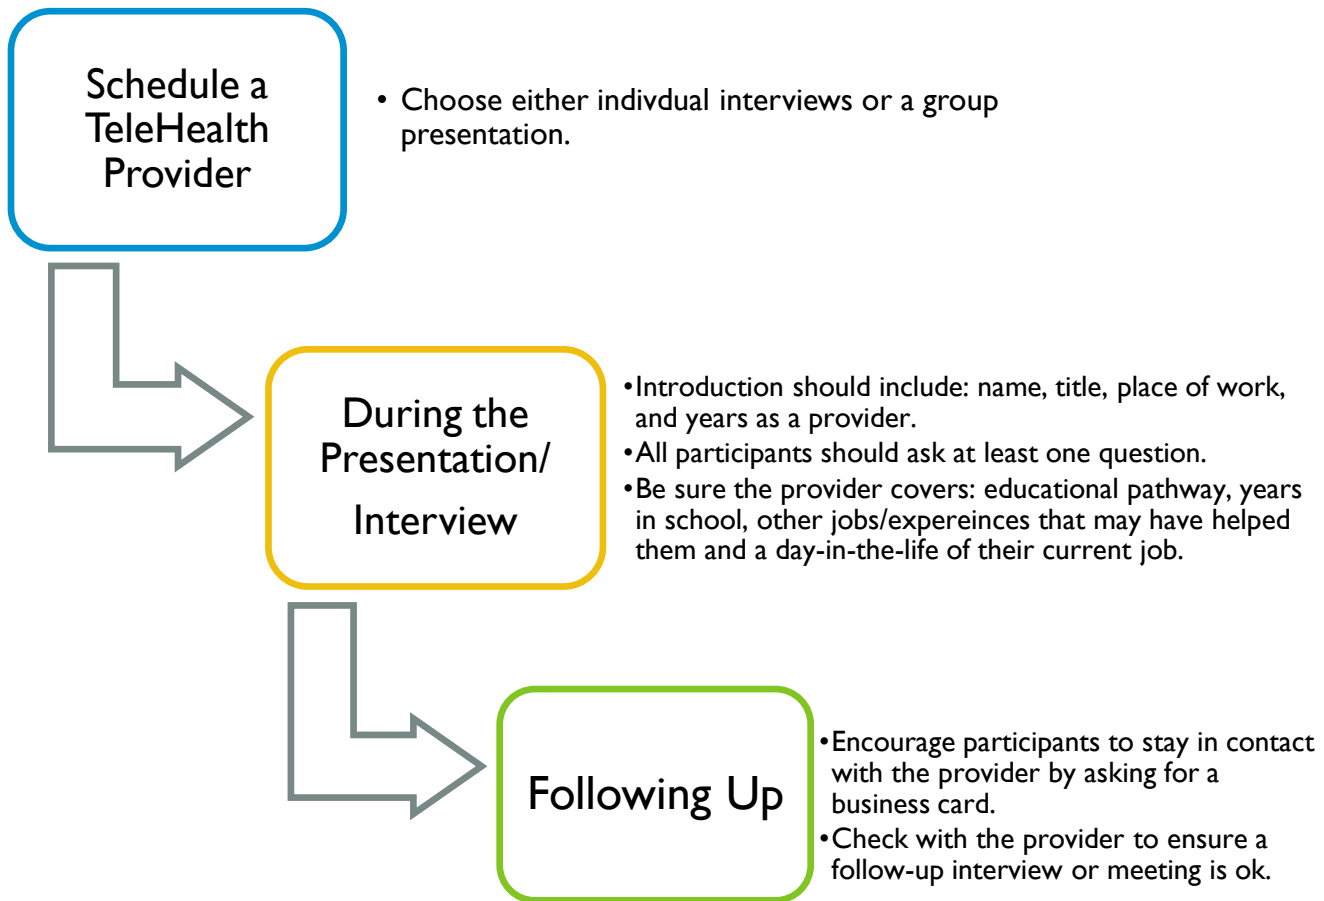 Schedule a
TeleHealth
Provider
• Choose either indivdual interviews or a group
presentation.
During the
Presentation/
Interview
•Introduction should include: name, title, place of work,
and years as a provider.
•All participants should ask at least one question.
•Be sure the provider covers: educational pathway, years
in school, other jobs/expereinces that may have helped
them and a day-in-the-life of their current job.
Following Up
•Encourage participants to stay in contact
with the provider by asking for a
business card.
•Check with the provider to ensure a
follow-up interview or meeting is ok.